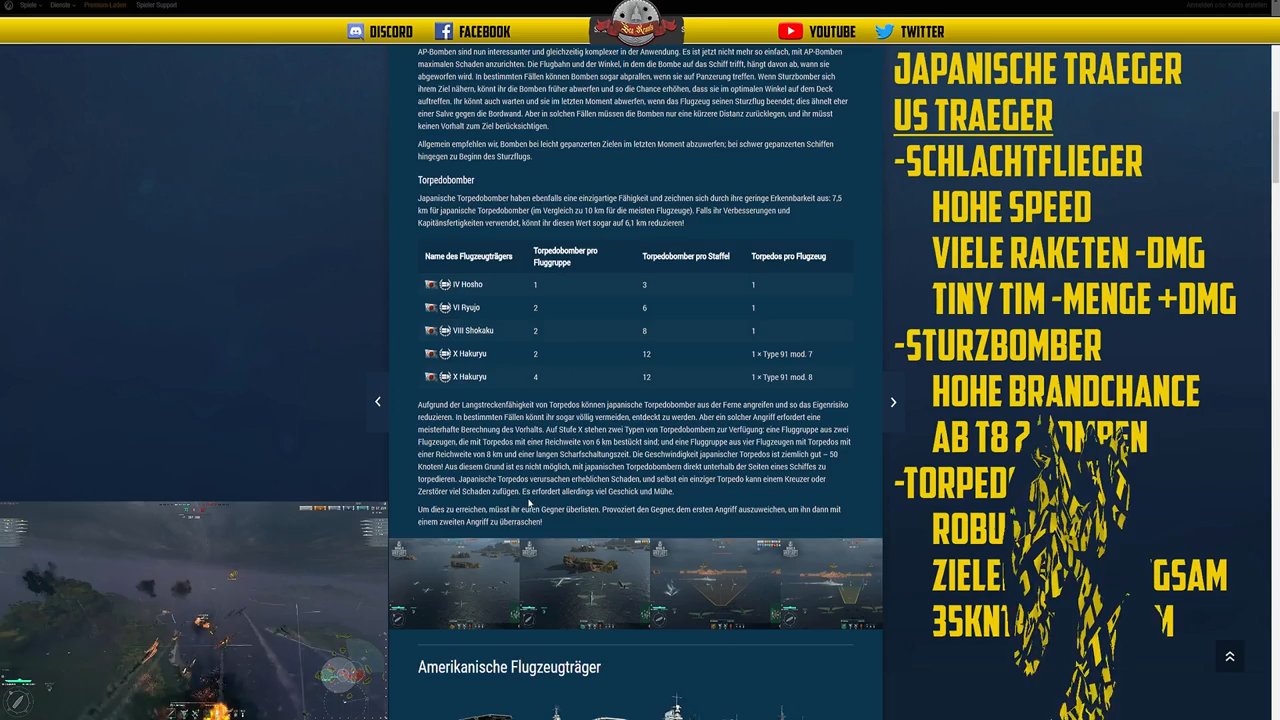 Spiele
Dienste
Premium-Laden
Spieler Support
Anmelden oder Konto erstellen
DISCORD
FACEBOOK
YOUTUBE
TWITTER
AP-Bomben sind nun interessanter und gleichzeitig komplexer in der Anwendung. Es ist jetzt nicht mehr so einfach, mit AP-Bomben
maximalen Schaden anzurichten. Die Flugbahn und der Winkel, in dem die Bombe auf das Schiff trifft, hängt davon ab, wann sie
abgeworfen wird. In bestimmten Fällen können Bomben sogar abprallen, wenn sie auf Panzerung treffen. Wenn Sturzbomber sich
ihrem Ziel nähern, könnt ihr die Bomben früher abwerfen und so die Chance erhöhen, dass sie im optimalen Winkel auf dem Deck
auftreffen. Ihr könnt auch warten und sie im letzten Moment abwerfen, wenn das Flugzeug seinen Sturzflug beendet; dies ähnelt eher
einer Salve gegen die Bordwand. Aber in solchen Fällen müssen die Bomben nur eine kürzere Distanz zurücklegen, und ihr müsst
keinen Vorhalt zum Ziel berücksichtigen.
Allgemein empfehlen wir, Bomben bei leicht gepanzerten Zielen im letzten Moment abzuwerfen; bei schwer gepanzerten Schiffen
hingegen zu Beginn des Sturzflugs.
Torpedobomber
Japanische Torpedobomber haben ebenfalls eine einzigartige Fähigkeit und zeichnen sich durch ihre geringe Erkennbarkeit aus: 7,5
km für japanische Torpedobomber (im Vergleich zu 10 km für die meisten Flugzeuge). Falls ihr Verbesserungen und
Kapitänsfertigkeiten verwendet, könnt ihr diesen Wert sogar auf 6,1 km reduzieren!
Name des Flugzeugträgers Torpedobomber pro Fluggruppe Torpedobomber pro Staffel Torpedos pro Flugzeug
IV Hosho 1 3 1
VI Ryujo 2 6 1
VIII Shokaku 2 8 1
X Hakuryu 2 12 1 × Type 91 mod. 7
X Hakuryu 4 12 1 × Type 91 mod. 8
Aufgrund der Langstreckenfähigkeit von Torpedos können japanische Torpedobomber aus der Ferne angreifen und so das Eigenrisiko
reduzieren. In bestimmten Fällen könnt ihr sogar völlig vermeiden, entdeckt zu werden. Aber ein solcher Angriff erfordert eine
meisterhafte Berechnung des Vorhalts. Auf Stufe X stehen zwei Typen von Torpedobombern zur Verfügung: eine Fluggruppe aus zwei
Flugzeugen, die mit Torpedos mit einer Reichweite von 6 km bestückt sind; und eine Fluggruppe aus vier Flugzeugen mit Torpedos mit
einer Reichweite von 8 km und einer langen Scharfschaltungszeit. Die Geschwindigkeit japanischer Torpedos ist ziemlich gut – 50
Knoten! Aus diesem Grund ist es nicht möglich, mit japanischen Torpedobombern direkt unterhalb der Seiten eines Schiffes zu
torpedieren. Japanische Torpedos verursachen erheblichen Schaden, und selbst ein einziger Torpedo kann einem Kreuzer oder
Zerstörer viel Schaden zufügen. Es erfordert allerdings viel Geschick und Mühe.
Um dies zu erreichen, müsst ihr euren Gegner überlisten. Provoziert den Gegner, dem ersten Angriff auszuweichen, um ihn dann mit
einem zweiten Angriff zu überraschen!
Amerikanische Flugzeugträger
JAPANISCHE TRAEGER
US TRAEGER
-SCHLACHTFLIEGER
HOHE SPEED
VIELE RAKETEN -DMG
TINY TIM -MENGE +DMG
-STURZBOMBER
HOHE BRANDCHANCE
AB T8 2
-TORPED
ROBU
ZIELE GSAM
35KN